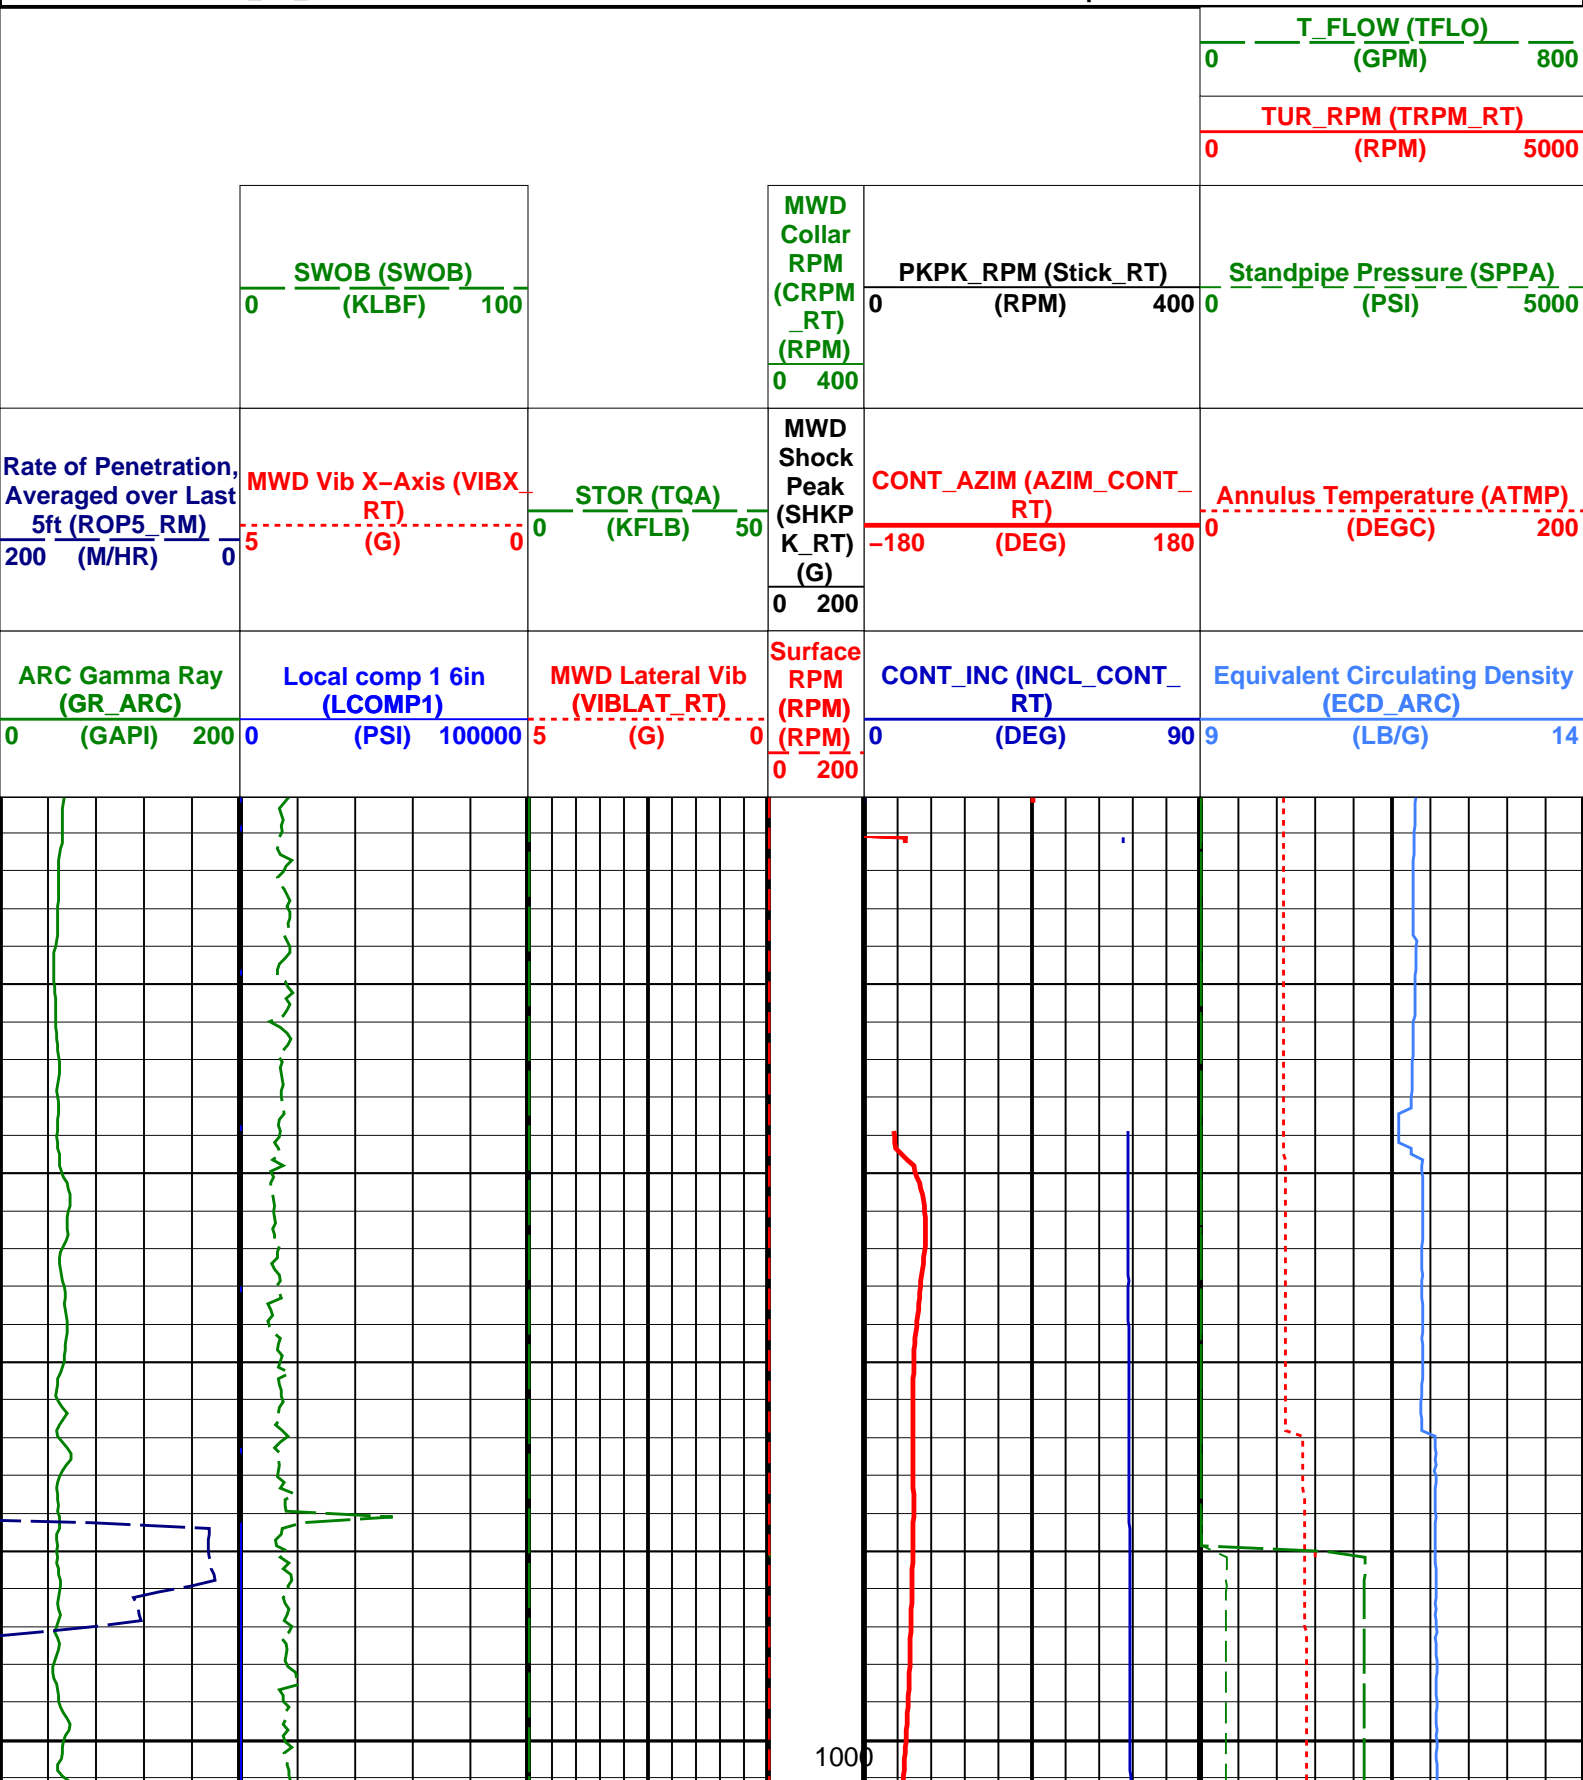 T_FLOW (TFLO)
0 (GPM) 800
TUR_RPM (TRPM_RT)
0 (RPM) 5000
SWOB (SWOB)
0 (KLBF) 100
MWD
Collar
RPM
(CRPM
_RT)
(RPM)
0 400
PKPK_RPM (Stick_RT)
0 (RPM) 400
Standpipe Pressure (SPPA)
0 (PSI) 5000
Rate of Penetration,
Averaged over Last
5ft (ROP5_RM)
200 (M/HR) 0
MWD Vib X–Axis (VIBX_
RT)
5 (G) 0
STOR (TQA)
0 (KFLB) 50
MWD
Shock
Peak
(SHKP
K_RT)
(G)
0 200
CONT_AZIM (AZIM_CONT_
RT)
–180 (DEG) 180
Annulus Temperature (ATMP)
0 (DEGC) 200
ARC Gamma Ray
(GR_ARC)
0 (GAPI) 200
Local comp 1 6in
(LCOMP1)
0 (PSI) 100000
MWD Lateral Vib
(VIBLAT_RT)
5 (G) 0
Surface
RPM
(RPM)
(RPM)
0 200
CONT_INC (INCL_CONT_
RT)
0 (DEG) 90
Equivalent Circulating Density
(ECD_ARC)
9 (LB/G) 14
1000